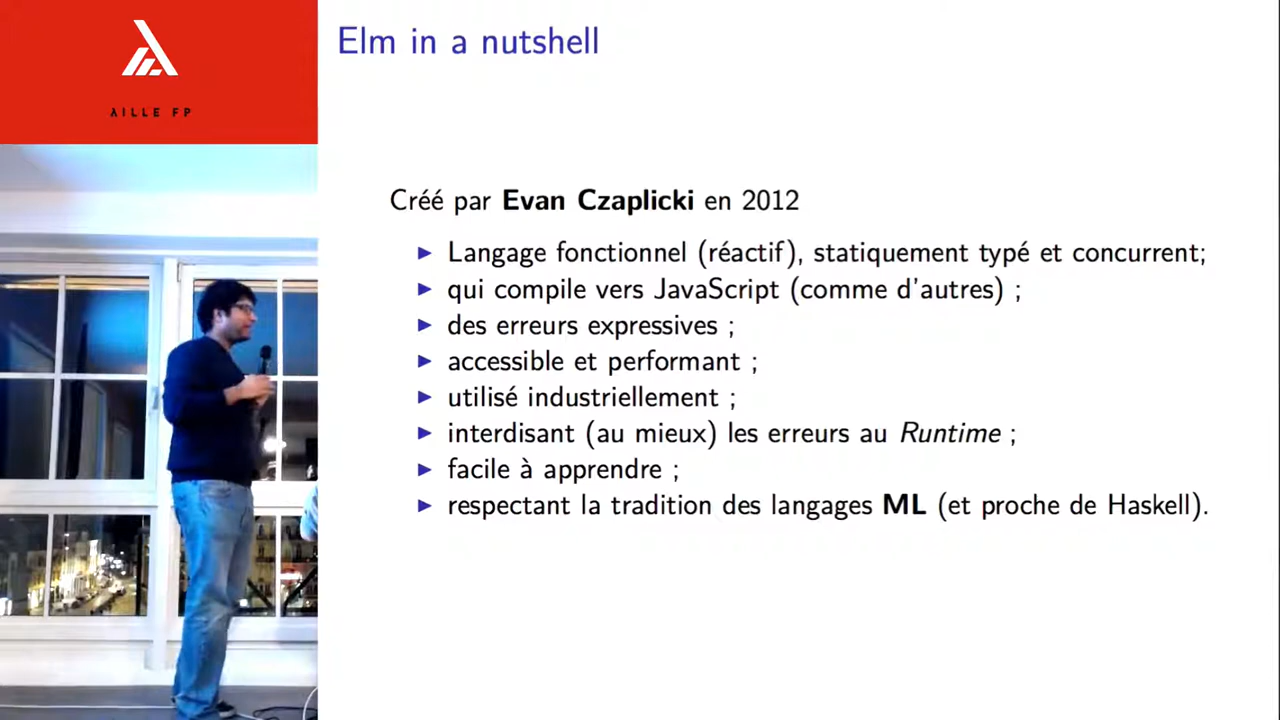 λILLE FP
Elm in a nutshell
Créé par Evan Czaplicki en 2012
Langage fonctionnel (réactif), statiquement typé et concurrent;
qui compile vers JavaScript (comme d'autres) ;
des erreurs expressives ;
accessible et performant ;
utilisé industriellement ;
interdisant (au mieux) les erreurs au Runtime ;
facile à apprendre ;
respectant la tradition des langages ML (et proche de Haskell).